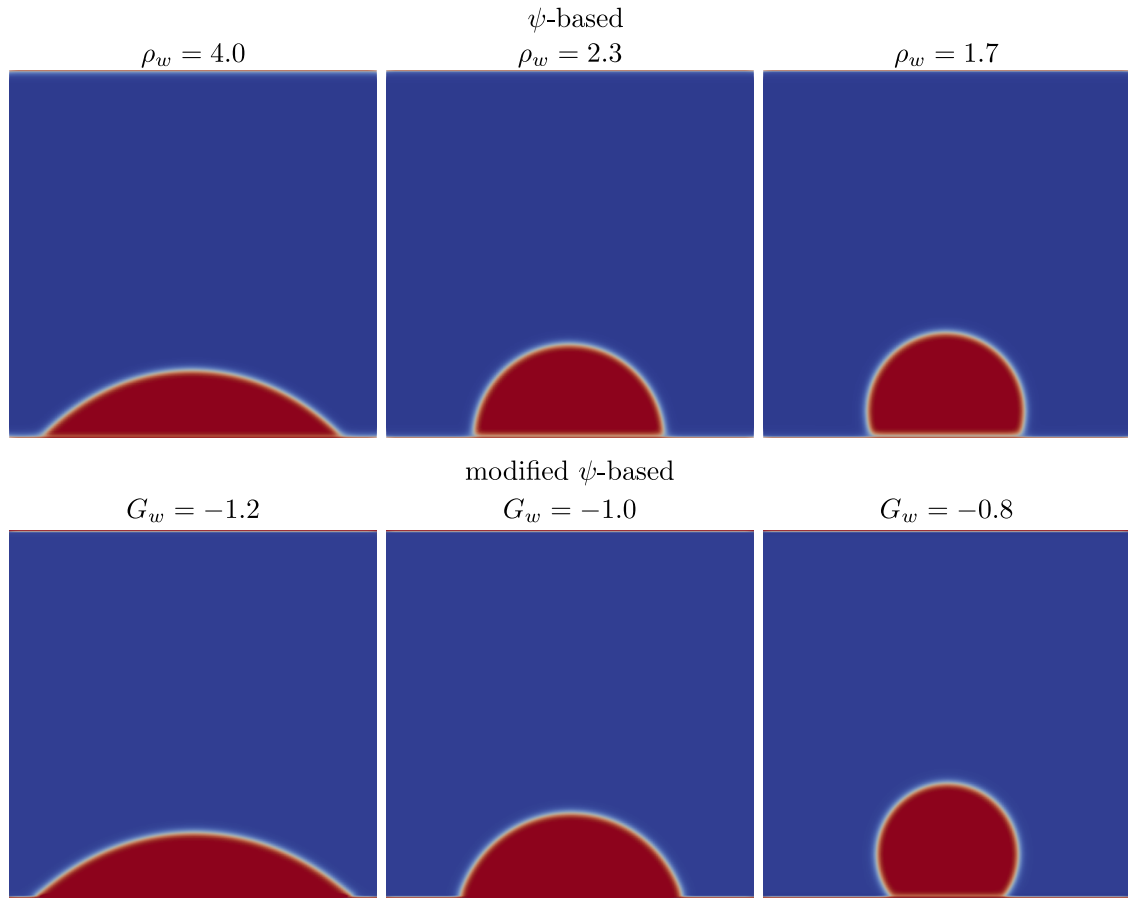 ψ-based
ρ_w = 4.0 ρ_w = 2.3 ρ_w = 1.7
modified ψ-based
G_w = −1.2 G_w = −1.0 G_w = −0.8